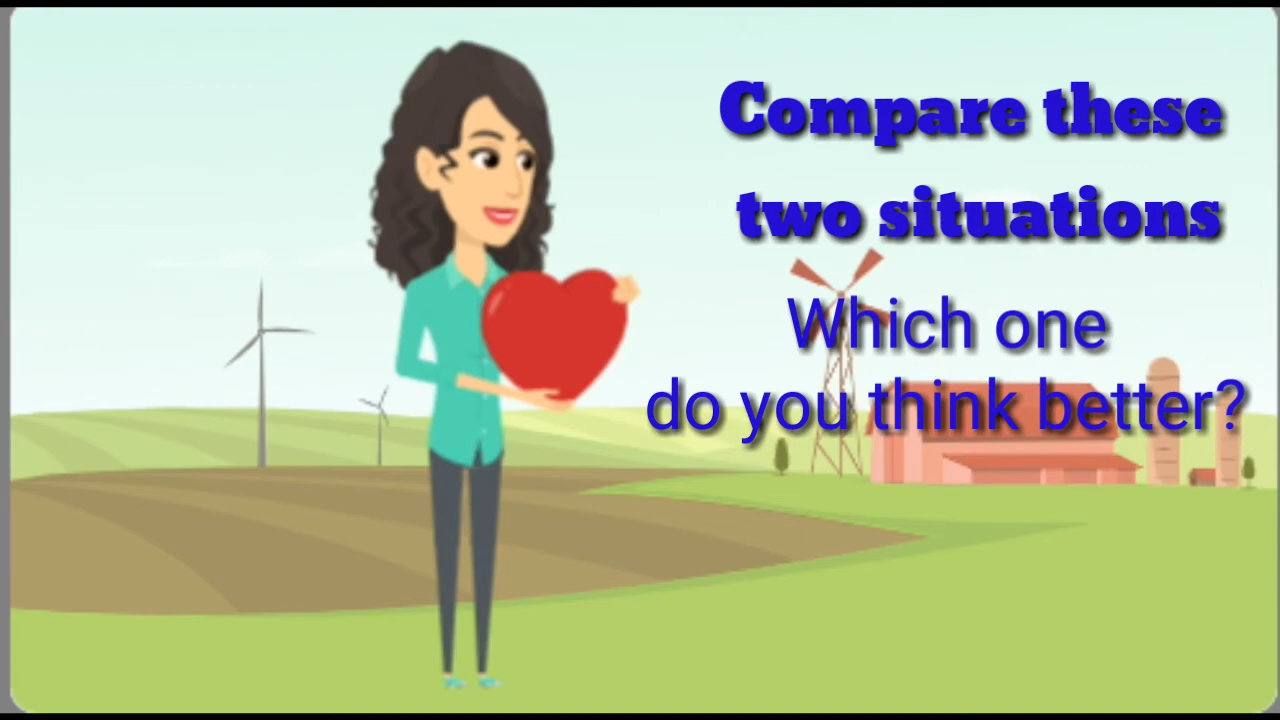 Compare these
two situations
Which one
do you think better?